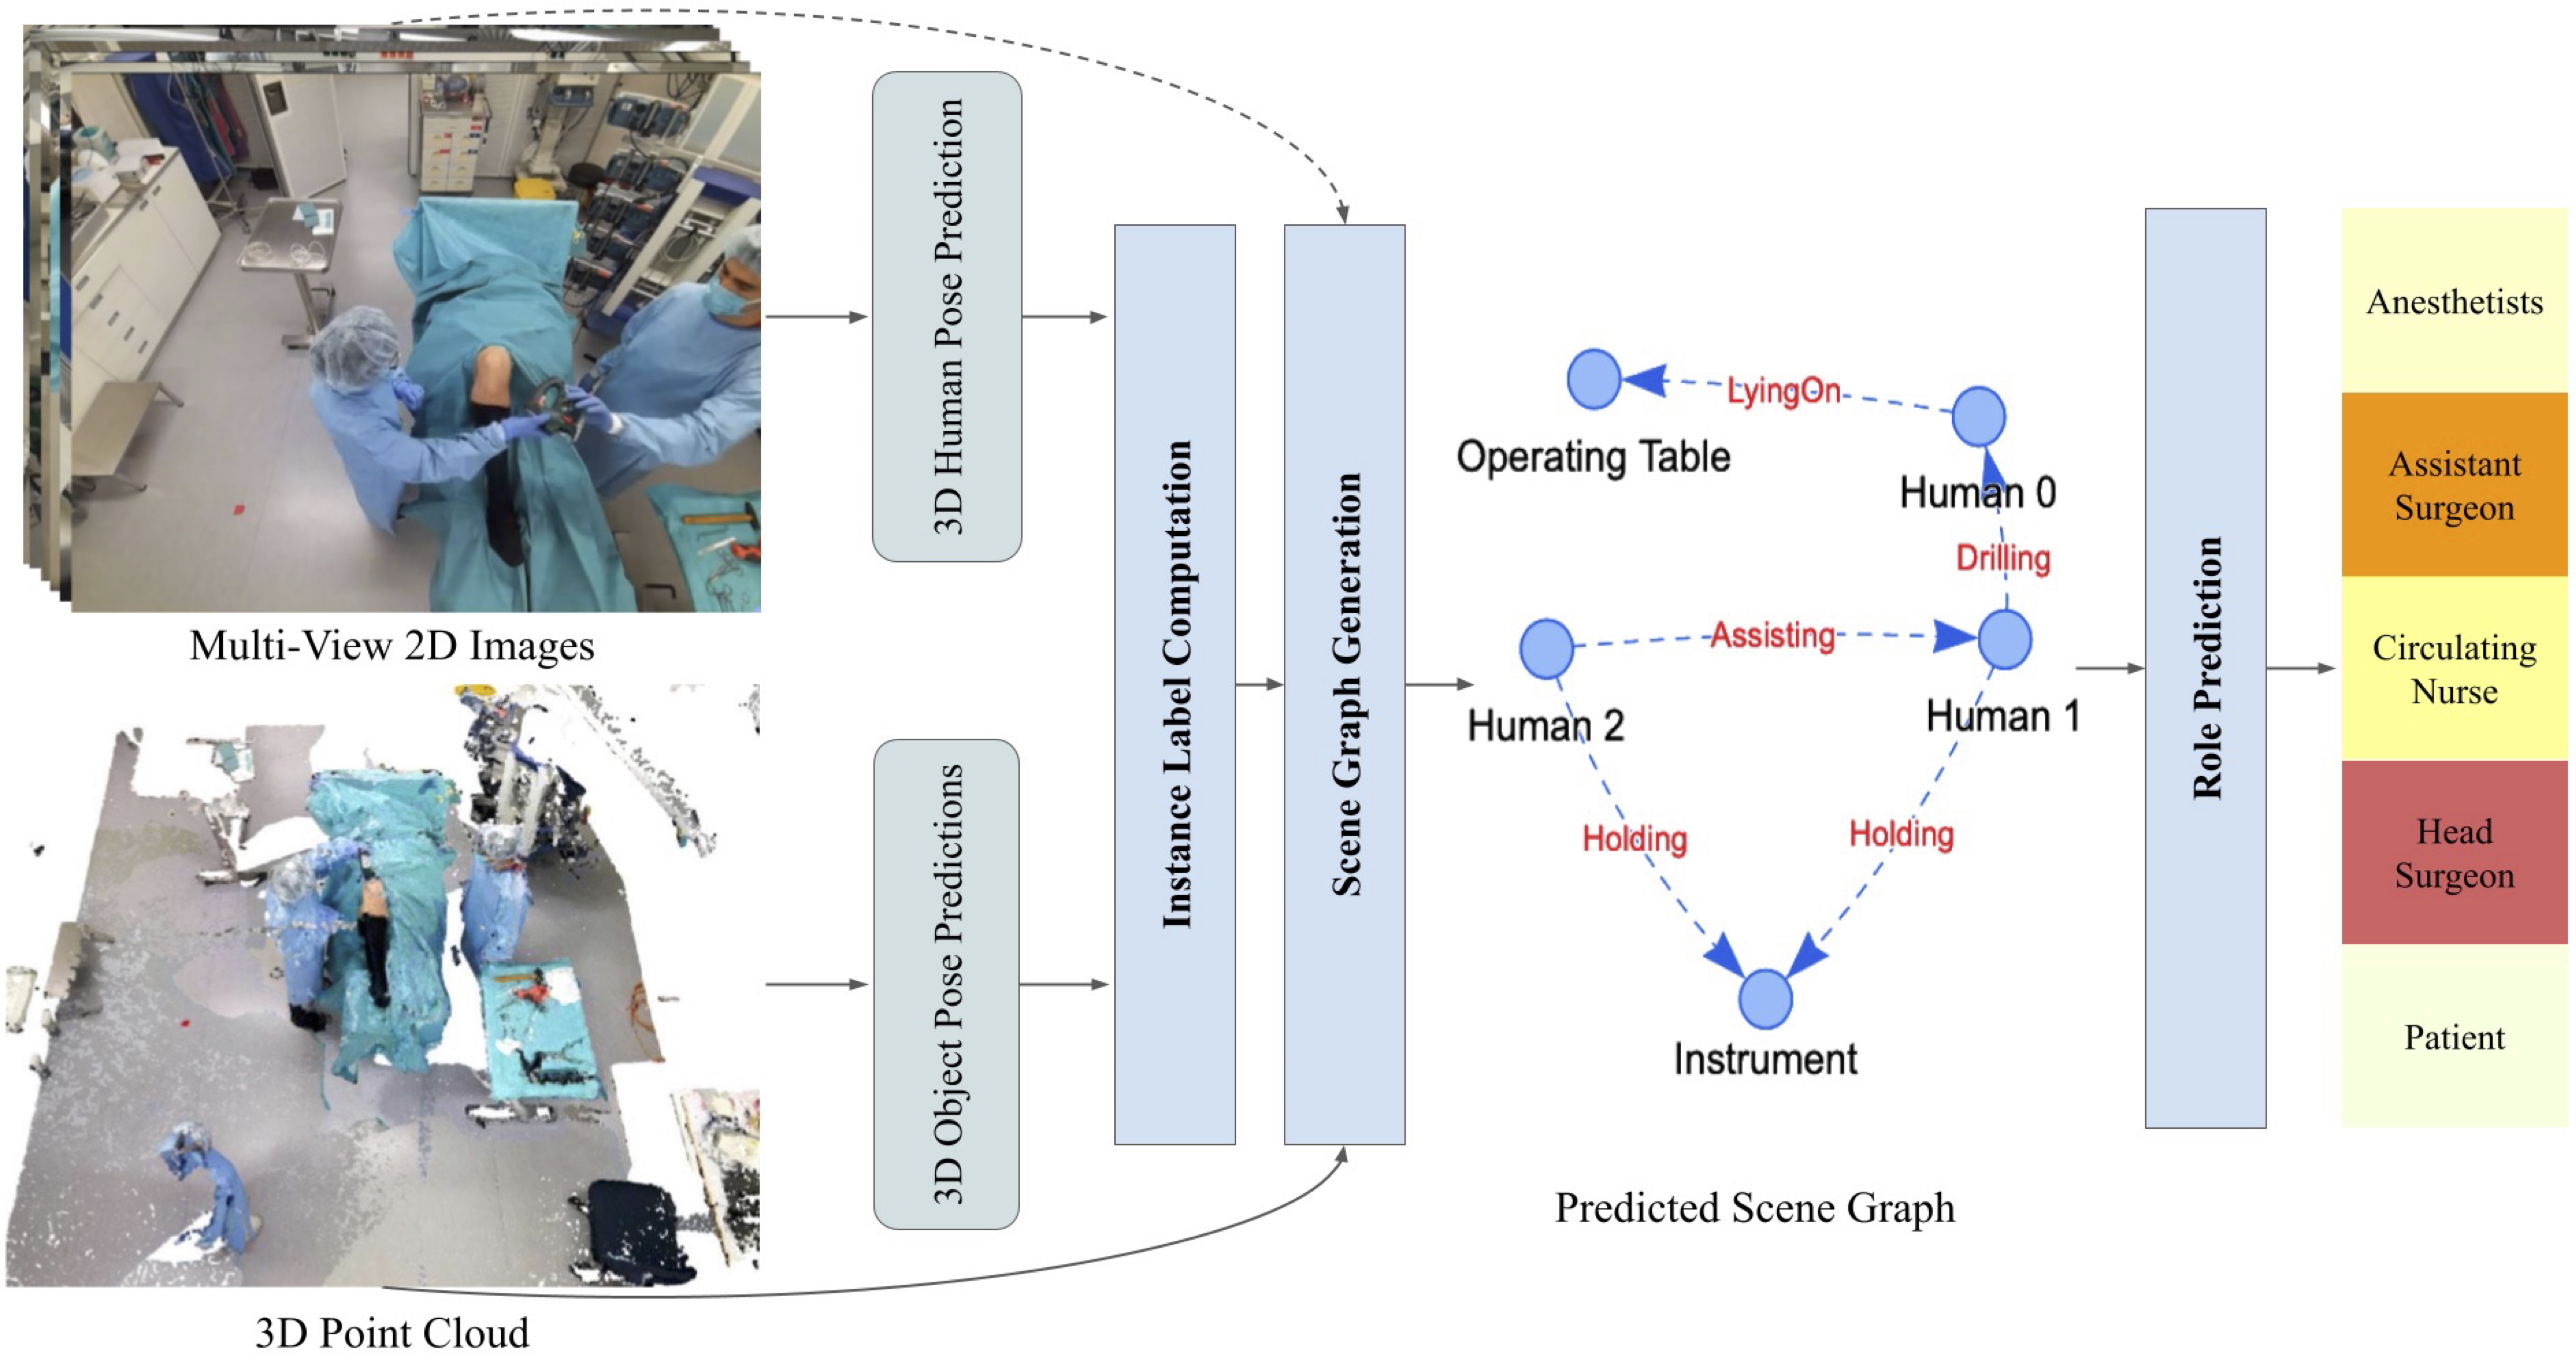 Multi-View 2D Images
3D Point Cloud
3D Human Pose Prediction
3D Object Pose Predictions
Instance Label Computation
Scene Graph Generation
LyingOn
Operating Table
Human 0
Drilling
Assisting
Human 2
Human 1
Holding
Holding
Instrument
Predicted Scene Graph
Role Prediction
Anesthetists
Assistant
Surgeon
Circulating
Nurse
Head
Surgeon
Patient